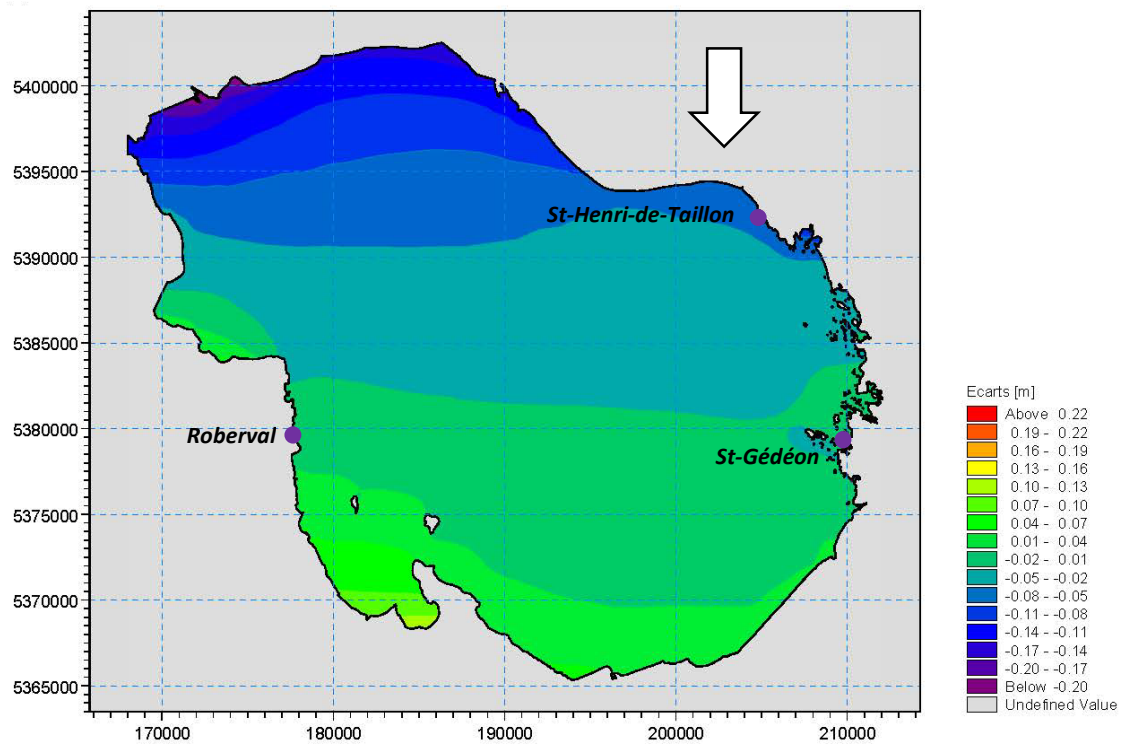 5400000
5395000
St-Henri-de-Taillon
5390000
5385000
5380000
Roberval
St-Gédéon
5375000
5370000
5365000
170000 180000 190000 200000 210000
Ecarts [m]
Above 0.22
0.19 - 0.22
0.16 - 0.19
0.13 - 0.16
0.10 - 0.13
0.07 - 0.10
0.04 - 0.07
0.01 - 0.04
-0.02 - 0.01
-0.05 - -0.02
-0.08 - -0.05
-0.11 - -0.08
-0.14 - -0.11
-0.17 - -0.14
-0.20 - -0.17
Below -0.20
Undefined Value